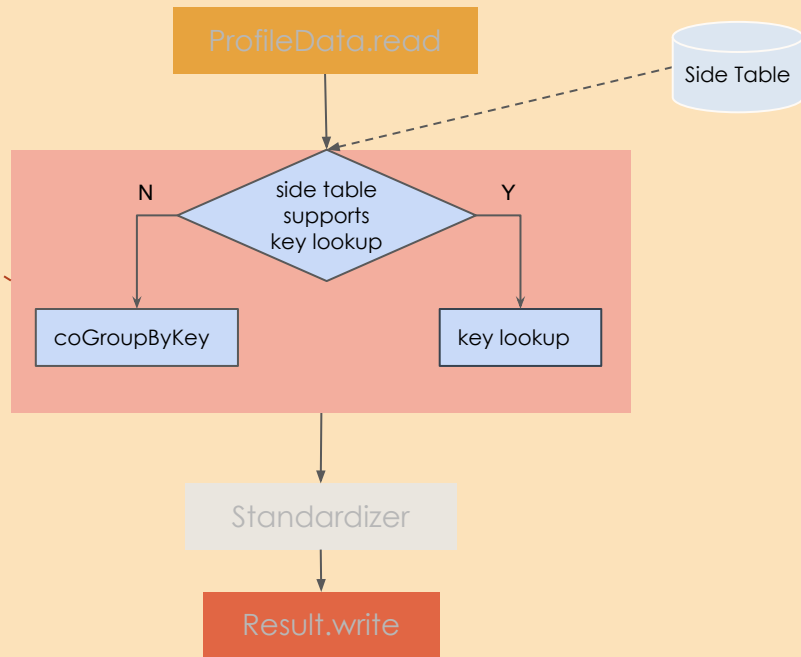 ProfileData.read
Side Table
N
side table
supports
key lookup
Y
coGroupByKey
key lookup
Standardizer
Result.write